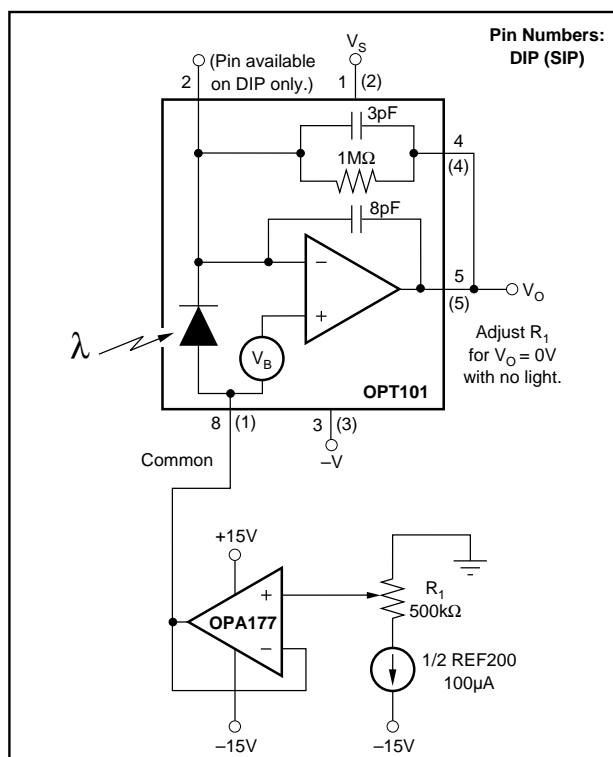 Pin Numbers:
DIP (SIP)
(Pin available
on DIP only.)
2
V_S
1 (2)
3pF
1MΩ
4
(4)
8pF
−
+
5
(5)
V_O
λ
V_B
Adjust R_1
for V_O = 0V
with no light.
OPT101
8 (1)
3 (3)
–V
Common
+15V
+
OPA177
−
–15V
R_1
500kΩ
1/2 REF200
100µA
–15V